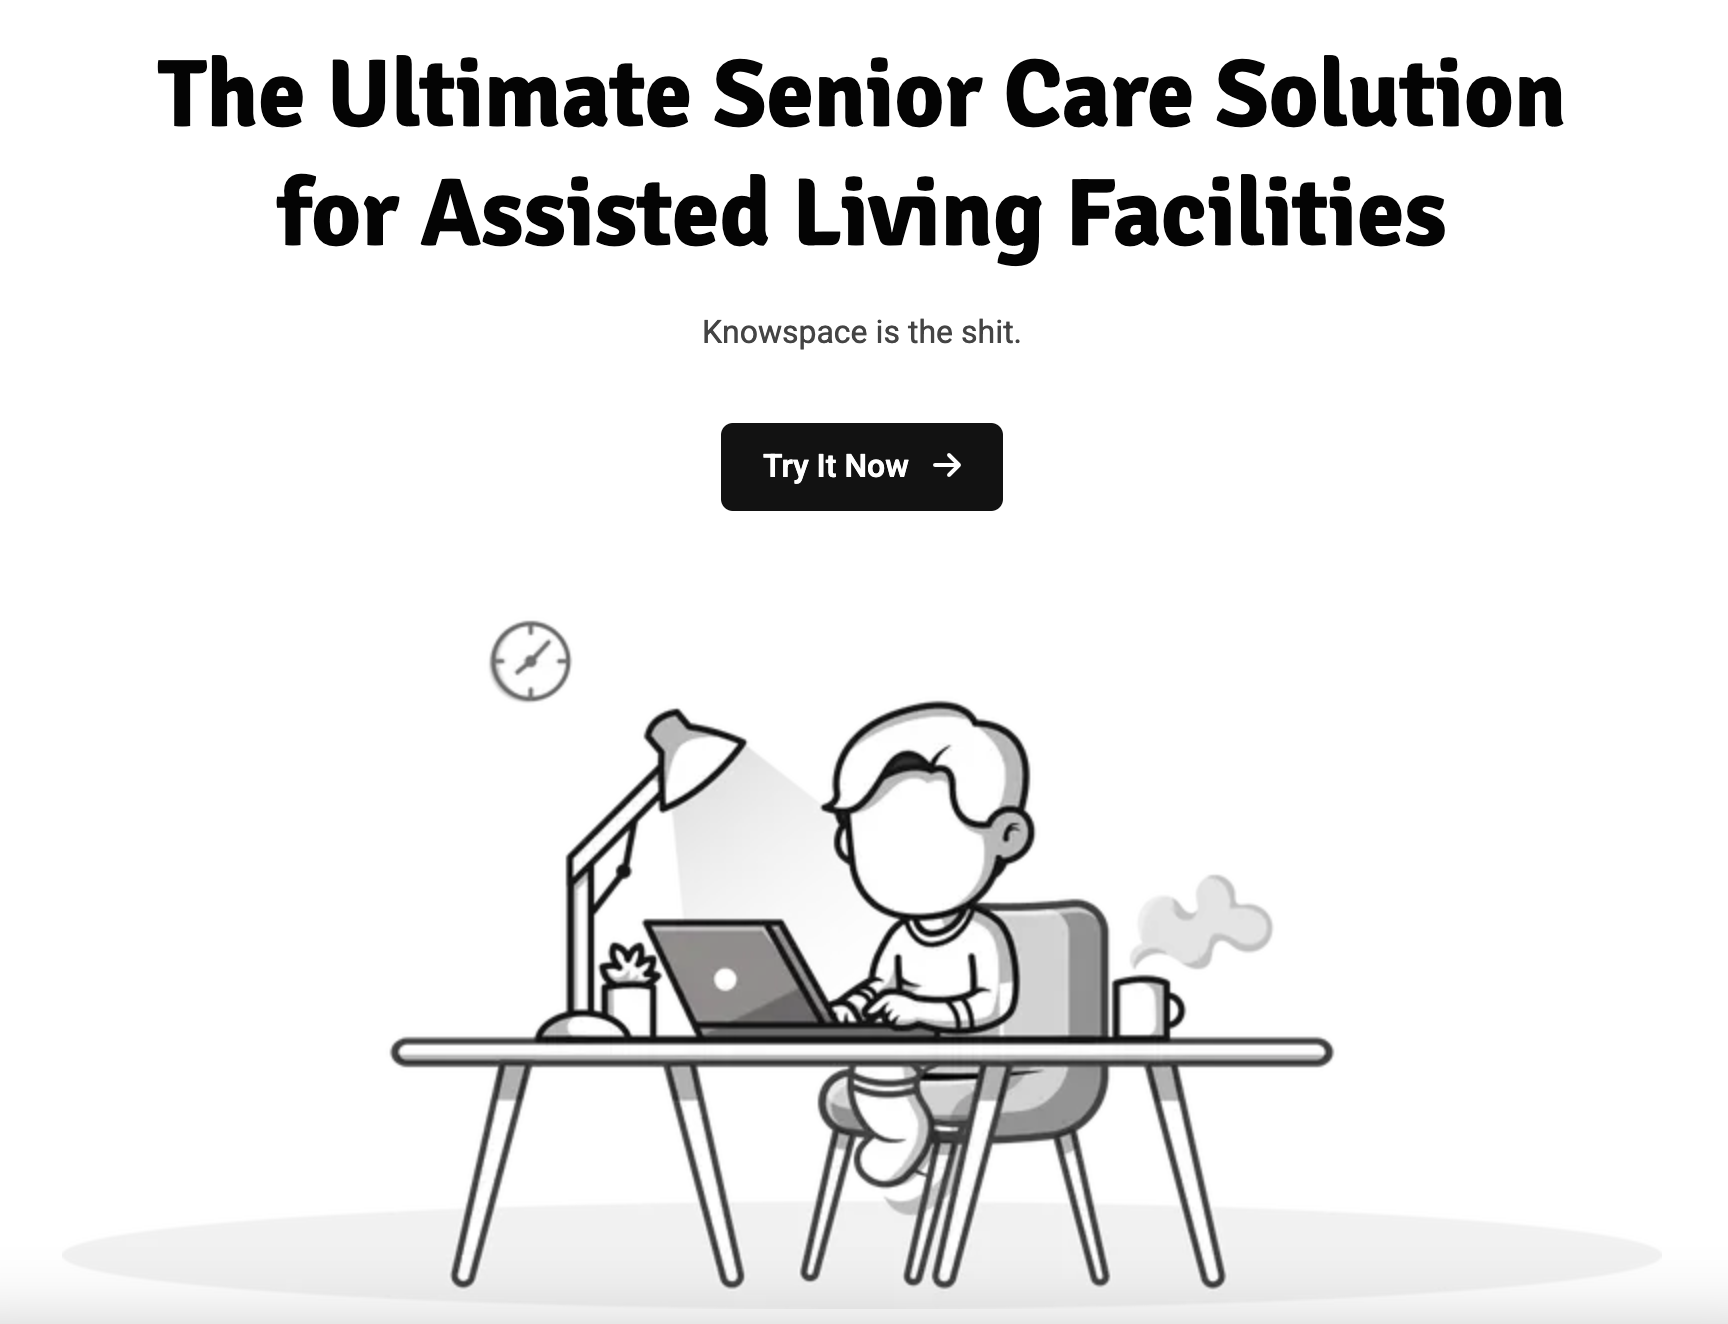 The Ultimate Senior Care Solution
for Assisted Living Facilities
Knowspace is the shit.
Try It Now